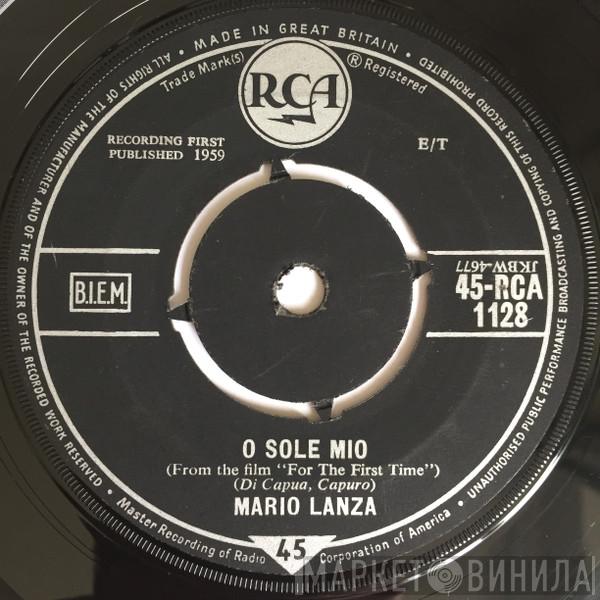 ALL RIGHTS OF THE MANUFACTURER AND OF THE OWNER OF THE RECORDED WORK RESERVED • MADE IN GREAT BRITAIN • UNAUTHORISED PUBLIC PERFORMANCE BROADCASTING AND COPYING OF THIS RECORD PROHIBITED
Trade Mark(s) ® Registered
RCA
RECORDING FIRST
PUBLISHED 1959
E/T
B.I.E.M.
JKBW-4677
45-RCA
1128
O SOLE MIO
(From the film "For The First Time")
(Di Capua, Capuro)
MARIO LANZA
• Master Recording of Radio Corporation of America •
45
МАРКЕТ ВИНИЛА